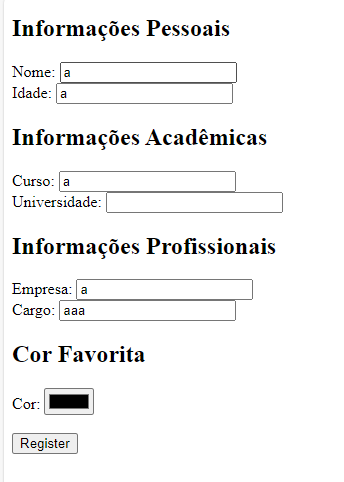 Informações Pessoais
Nome: a
Idade: a
Informações Acadêmicas
Curso: a
Universidade:
Informações Profissionais
Empresa: a
Cargo: aaa
Cor Favorita
Cor:
Register